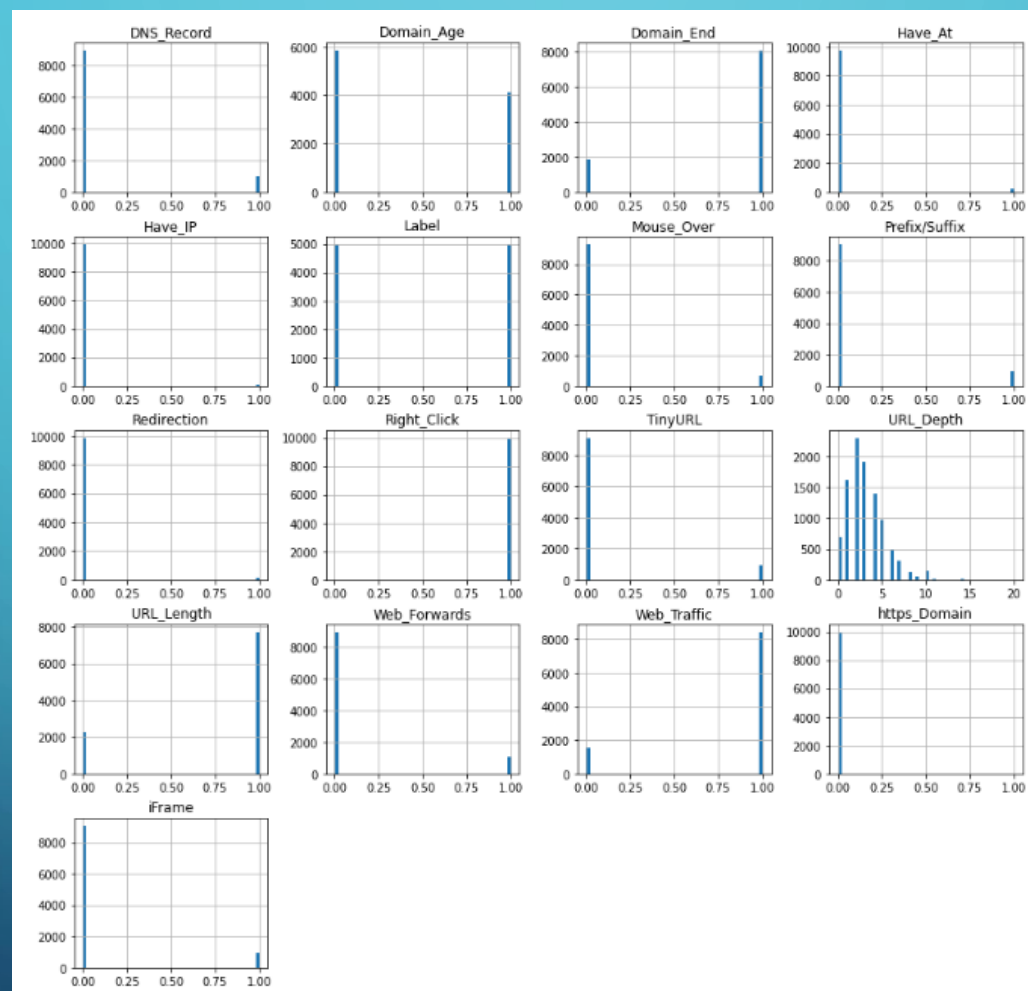 DNS_Record
8000
6000
4000
2000
0
0.00 0.25 0.50 0.75 1.00
Domain_Age
6000
4000
2000
0
0.00 0.25 0.50 0.75 1.00
Domain_End
8000
6000
4000
2000
0
0.00 0.25 0.50 0.75 1.00
Have_At
10000
8000
6000
4000
2000
0
0.00 0.25 0.50 0.75 1.00
Have_IP
10000
8000
6000
4000
2000
0
0.00 0.25 0.50 0.75 1.00
Label
5000
4000
3000
2000
1000
0
0.00 0.25 0.50 0.75 1.00
Mouse_Over
8000
6000
4000
2000
0
0.00 0.25 0.50 0.75 1.00
Prefix/Suffix
8000
6000
4000
2000
0
0.00 0.25 0.50 0.75 1.00
Redirection
10000
8000
6000
4000
2000
0
0.00 0.25 0.50 0.75 1.00
Right_Click
10000
8000
6000
4000
2000
0
0.00 0.25 0.50 0.75 1.00
TinyURL
8000
6000
4000
2000
0
0.00 0.25 0.50 0.75 1.00
URL_Depth
2000
1500
1000
500
0
0 5 10 15 20
URL_Length
8000
6000
4000
2000
0
0.00 0.25 0.50 0.75 1.00
Web_Forwards
8000
6000
4000
2000
0
0.00 0.25 0.50 0.75 1.00
Web_Traffic
8000
6000
4000
2000
0
0.00 0.25 0.50 0.75 1.00
https_Domain
10000
8000
6000
4000
2000
0
0.00 0.25 0.50 0.75 1.00
iFrame
8000
6000
4000
2000
0
0.00 0.25 0.50 0.75 1.00